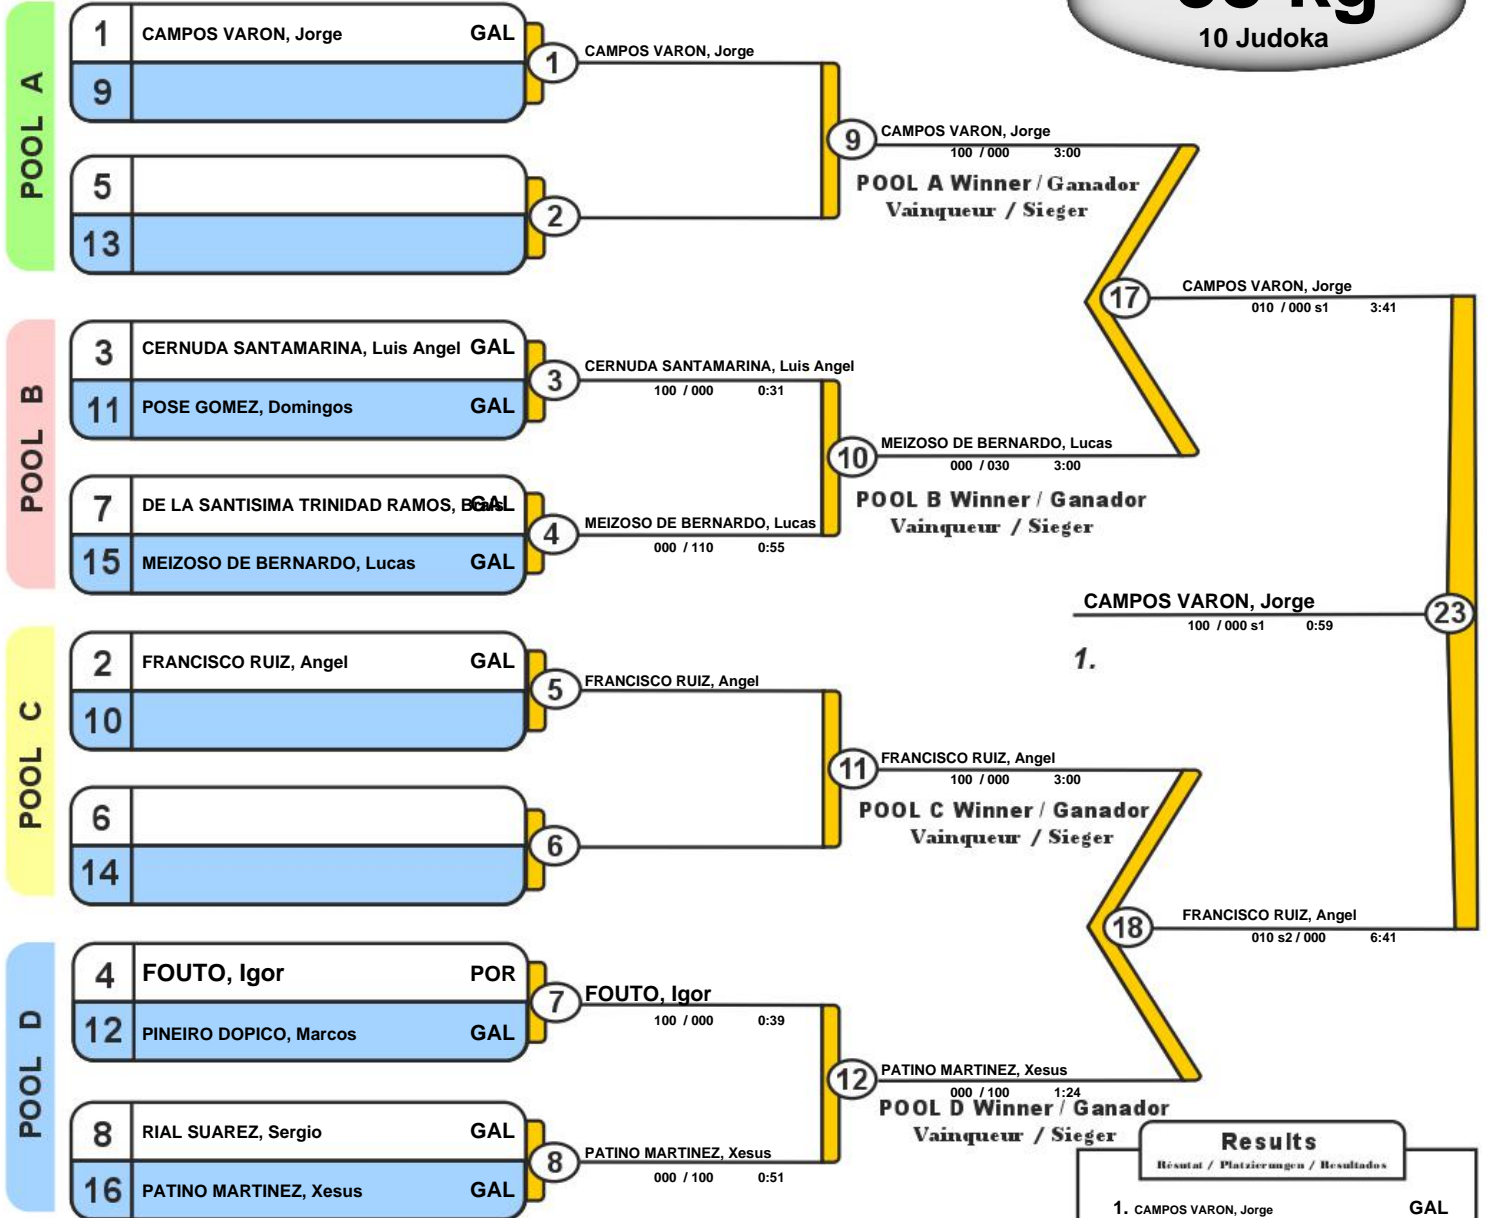 10 Judoka
POOL A
1 CAMPOS VARON, Jorge GAL
9
1
CAMPOS VARON, Jorge
5
13
2
9
CAMPOS VARON, Jorge
100 / 000 3:00
POOL A Winner / Ganador
Vainqueur / Sieger
POOL B
3 CERNUDA SANTAMARINA, Luis Angel GAL
11 POSE GOMEZ, Domingos GAL
3
CERNUDA SANTAMARINA, Luis Angel
100 / 000 0:31
7 DE LA SANTISIMA TRINIDAD RAMOS, GAL
15 MEIZOSO DE BERNARDO, Lucas GAL
4
MEIZOSO DE BERNARDO, Lucas
000 / 110 0:55
10
MEIZOSO DE BERNARDO, Lucas
000 / 030 3:00
POOL B Winner / Ganador
Vainqueur / Sieger
17
CAMPOS VARON, Jorge
010 / 000 s1 3:41
CAMPOS VARON, Jorge
23
100 / 000 s1 0:59
1.
POOL C
2 FRANCISCO RUIZ, Angel GAL
10
5
FRANCISCO RUIZ, Angel
6
14
6
11
FRANCISCO RUIZ, Angel
100 / 000 3:00
POOL C Winner / Ganador
Vainqueur / Sieger
18
FRANCISCO RUIZ, Angel
010 s2 / 000 6:41
POOL D
4 FOUTO, Igor POR
12 PINEIRO DOPICO, Marcos GAL
7
FOUTO, Igor
100 / 000 0:39
8 RIAL SUAREZ, Sergio GAL
16 PATINO MARTINEZ, Xesus GAL
8
PATINO MARTINEZ, Xesus
000 / 100 0:51
12
PATINO MARTINEZ, Xesus
000 / 100 1:24
POOL D Winner / Ganador
Vainqueur / Sieger
Results
Résutat / Platzierungen / Resultados
1. CAMPOS VARON, Jorge GAL